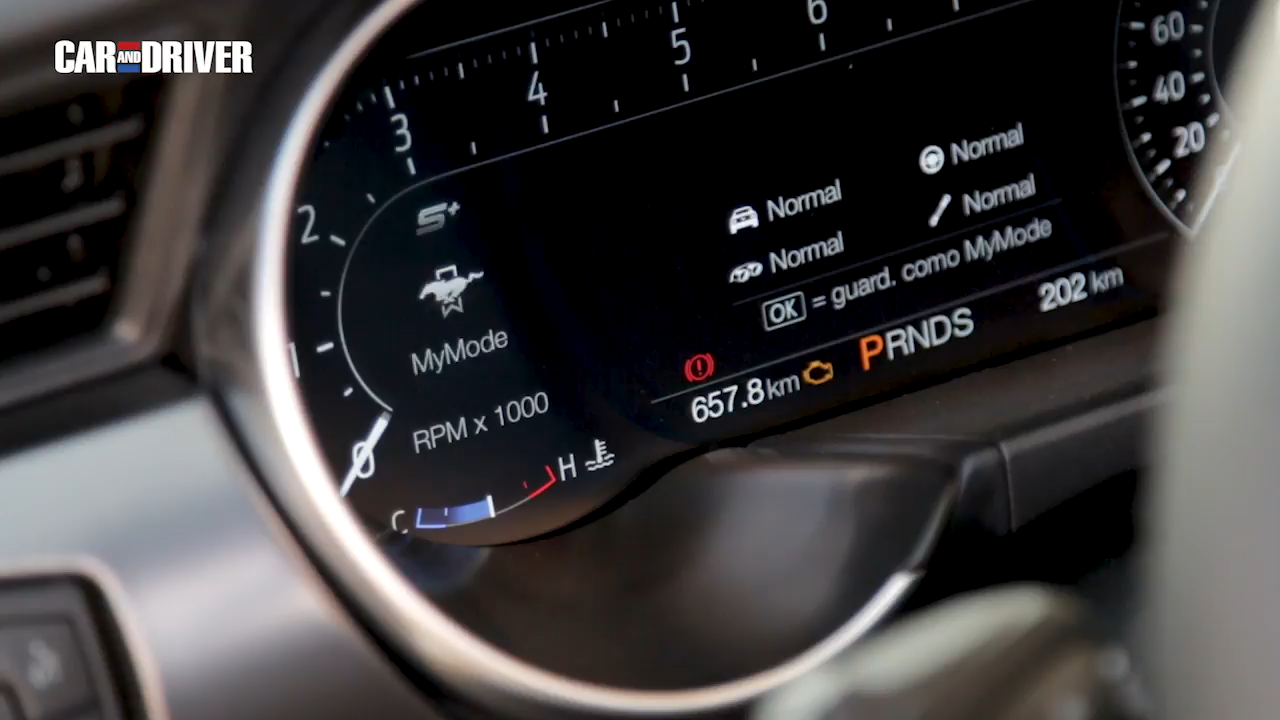 CAR AND DRIVER
6
5
4
3
2
1
0
60
40
20
S+
Normal
Normal
Normal
Normal
OK = guard. como MyMode
MyMode
RPM x 1000
202 km
PRNDS
657.8 km
H
C